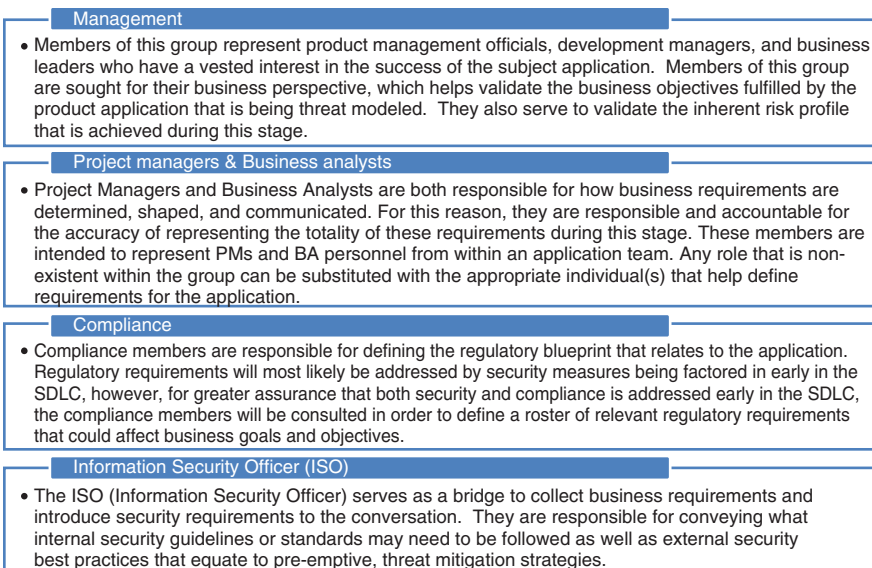 Management
• Members of this group represent product management officials, development managers, and business
leaders who have a vested interest in the success of the subject application. Members of this group
are sought for their business perspective, which helps validate the business objectives fulfilled by the
product application that is being threat modeled. They also serve to validate the inherent risk profile
that is achieved during this stage.
Project managers & Business analysts
• Project Managers and Business Analysts are both responsible for how business requirements are
determined, shaped, and communicated. For this reason, they are responsible and accountable for
the accuracy of representing the totality of these requirements during this stage. These members are
intended to represent PMs and BA personnel from within an application team. Any role that is non-
existent within the group can be substituted with the appropriate individual(s) that help define
requirements for the application.
Compliance
• Compliance members are responsible for defining the regulatory blueprint that relates to the application.
Regulatory requirements will most likely be addressed by security measures being factored in early in the
SDLC, however, for greater assurance that both security and compliance is addressed early in the SDLC,
the compliance members will be consulted in order to define a roster of relevant regulatory requirements
that could affect business goals and objectives.
Information Security Officer (ISO)
• The ISO (Information Security Officer) serves as a bridge to collect business requirements and
introduce security requirements to the conversation. They are responsible for conveying what
internal security guidelines or standards may need to be followed as well as external security
best practices that equate to pre-emptive, threat mitigation strategies.